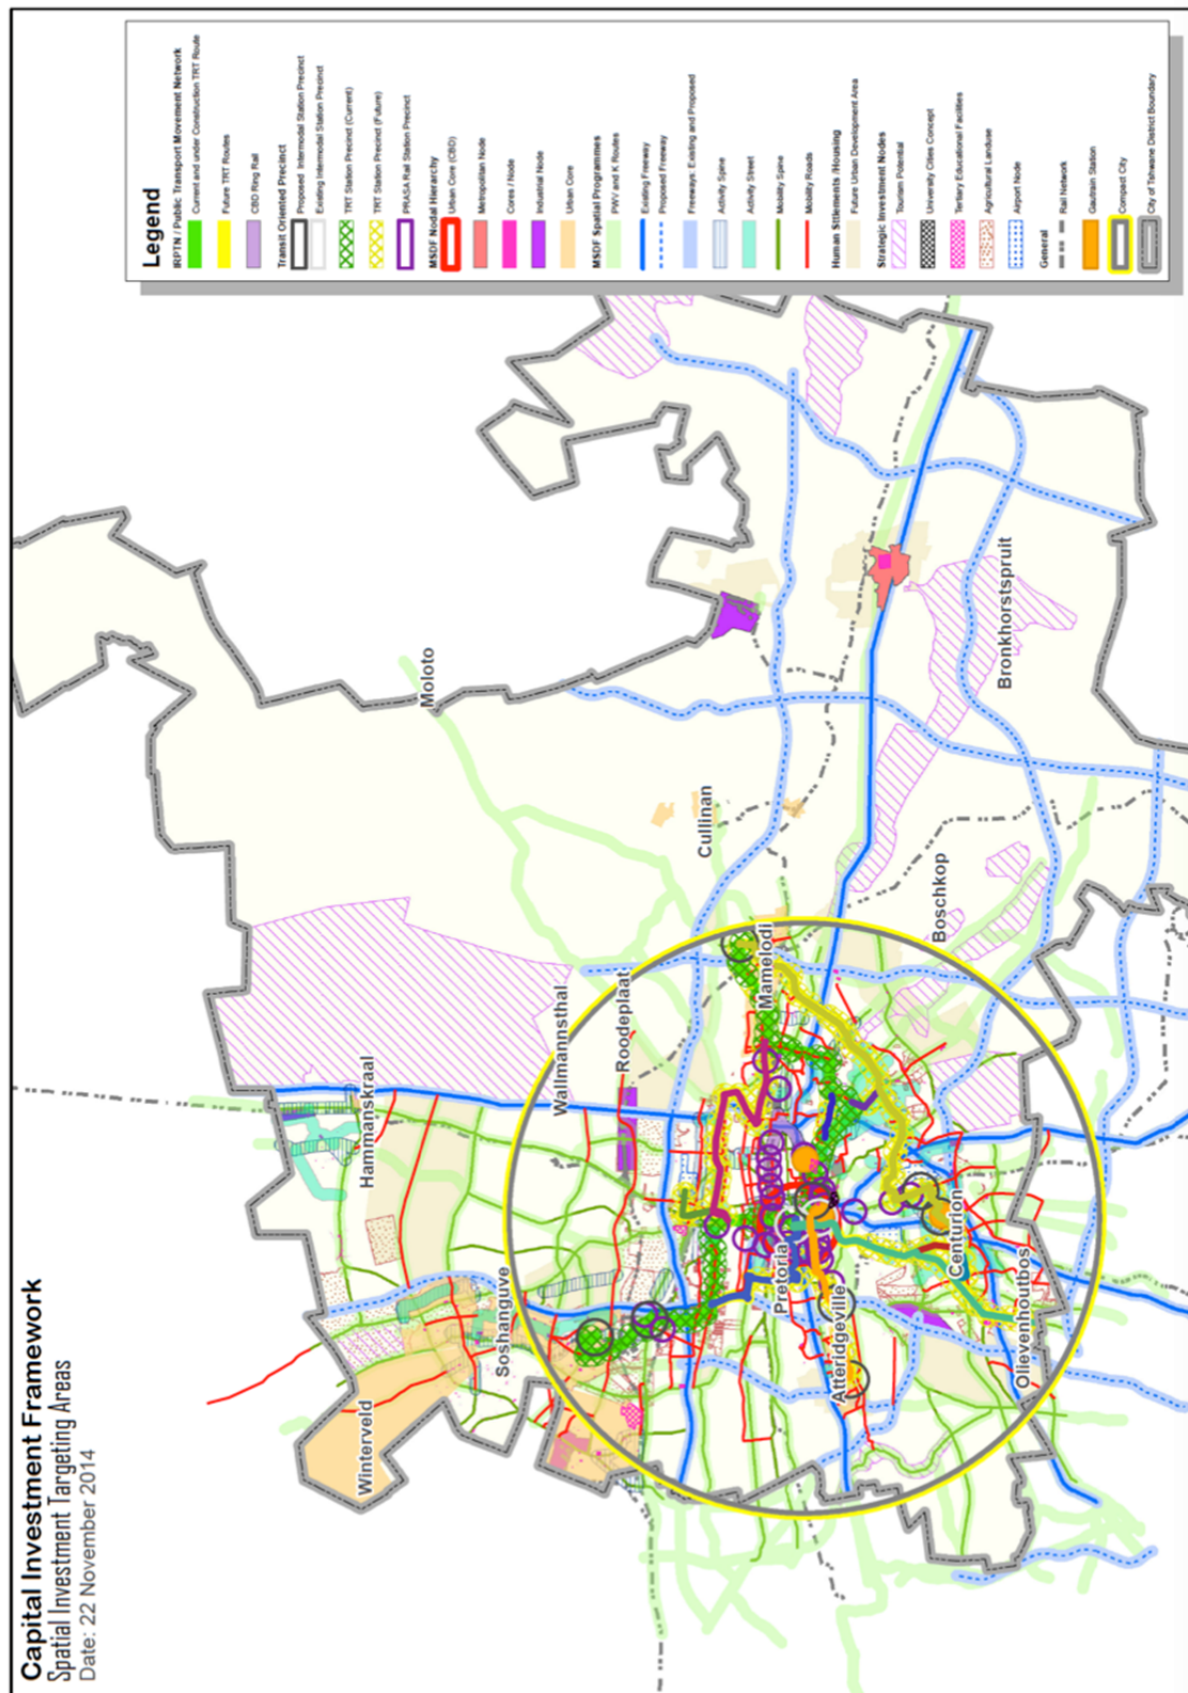 Capital Investment Framework
Spatial Investment Targeting Areas
Date: 22 November 2014
Legend
IRPTN / Public Transport Movement Network
Current and under Construction TRT Route
Future TRT Routes
CBD Ring Rail
Transit Oriented Precinct
Proposed Intermodal Station Precinct
Existing Intermodal Station Precinct
TRT Station Precinct (Current)
TRT Station Precinct (Future)
PRASA Rail Station Precinct
MSDF Nodal Hierarchy
Urban Core (CBD)
Metropolitan Node
Cores / Node
Industrial Node
Urban Core
MSDF Spatial Programmes
PWV and K Routes
Existing Freeway
Proposed Freeway
Freeways: Existing and Proposed
Activity Spine
Activity Street
Mobility Spine
Mobility Roads
Human Sttlements /Housing
Future Urban Development Area
Strategic Investment Nodes
Tourism Potential
University Cities Concept
Tertiary Educational Facilities
Agricultural Landuse
Airport Node
General
Rail Network
Gautrain Station
Compact City
City of Tshwane District Boundary
Moloto
Hammanskraal
Winterveld
Soshanguve
Wallmannsthal
Roodeplaat
Cullinan
Mamelodi
Pretoria
Atteridgeville
Boschkop
Bronkhorstspruit
Centurion
Olievenhoutbos